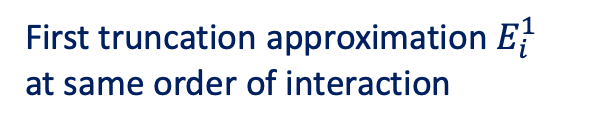 First truncation approximation $E_i^1$
at same order of interaction